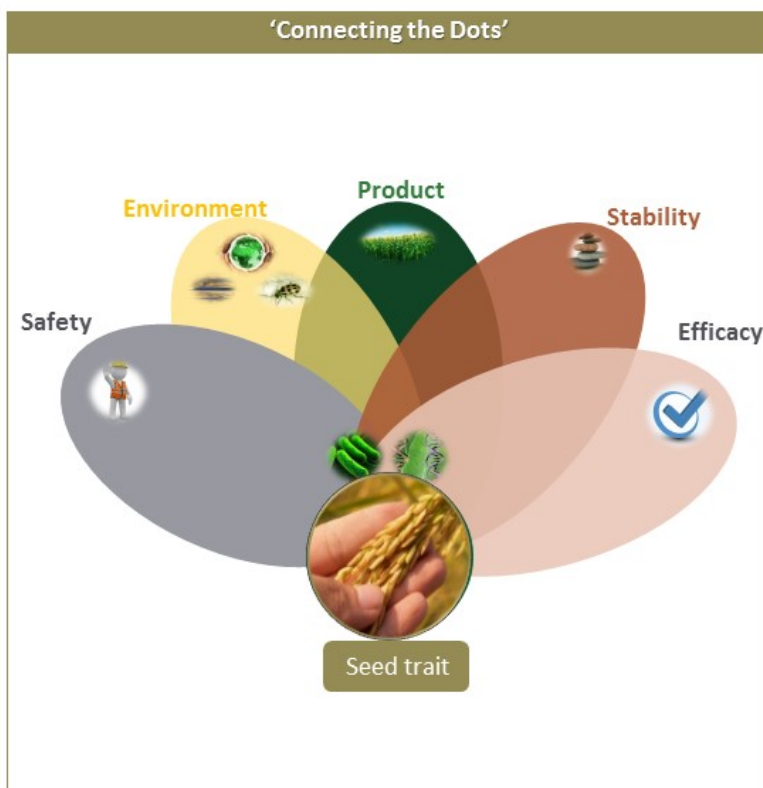 ‘Connecting the Dots’
Product
Environment
Stability
Safety
Efficacy
Seed trait